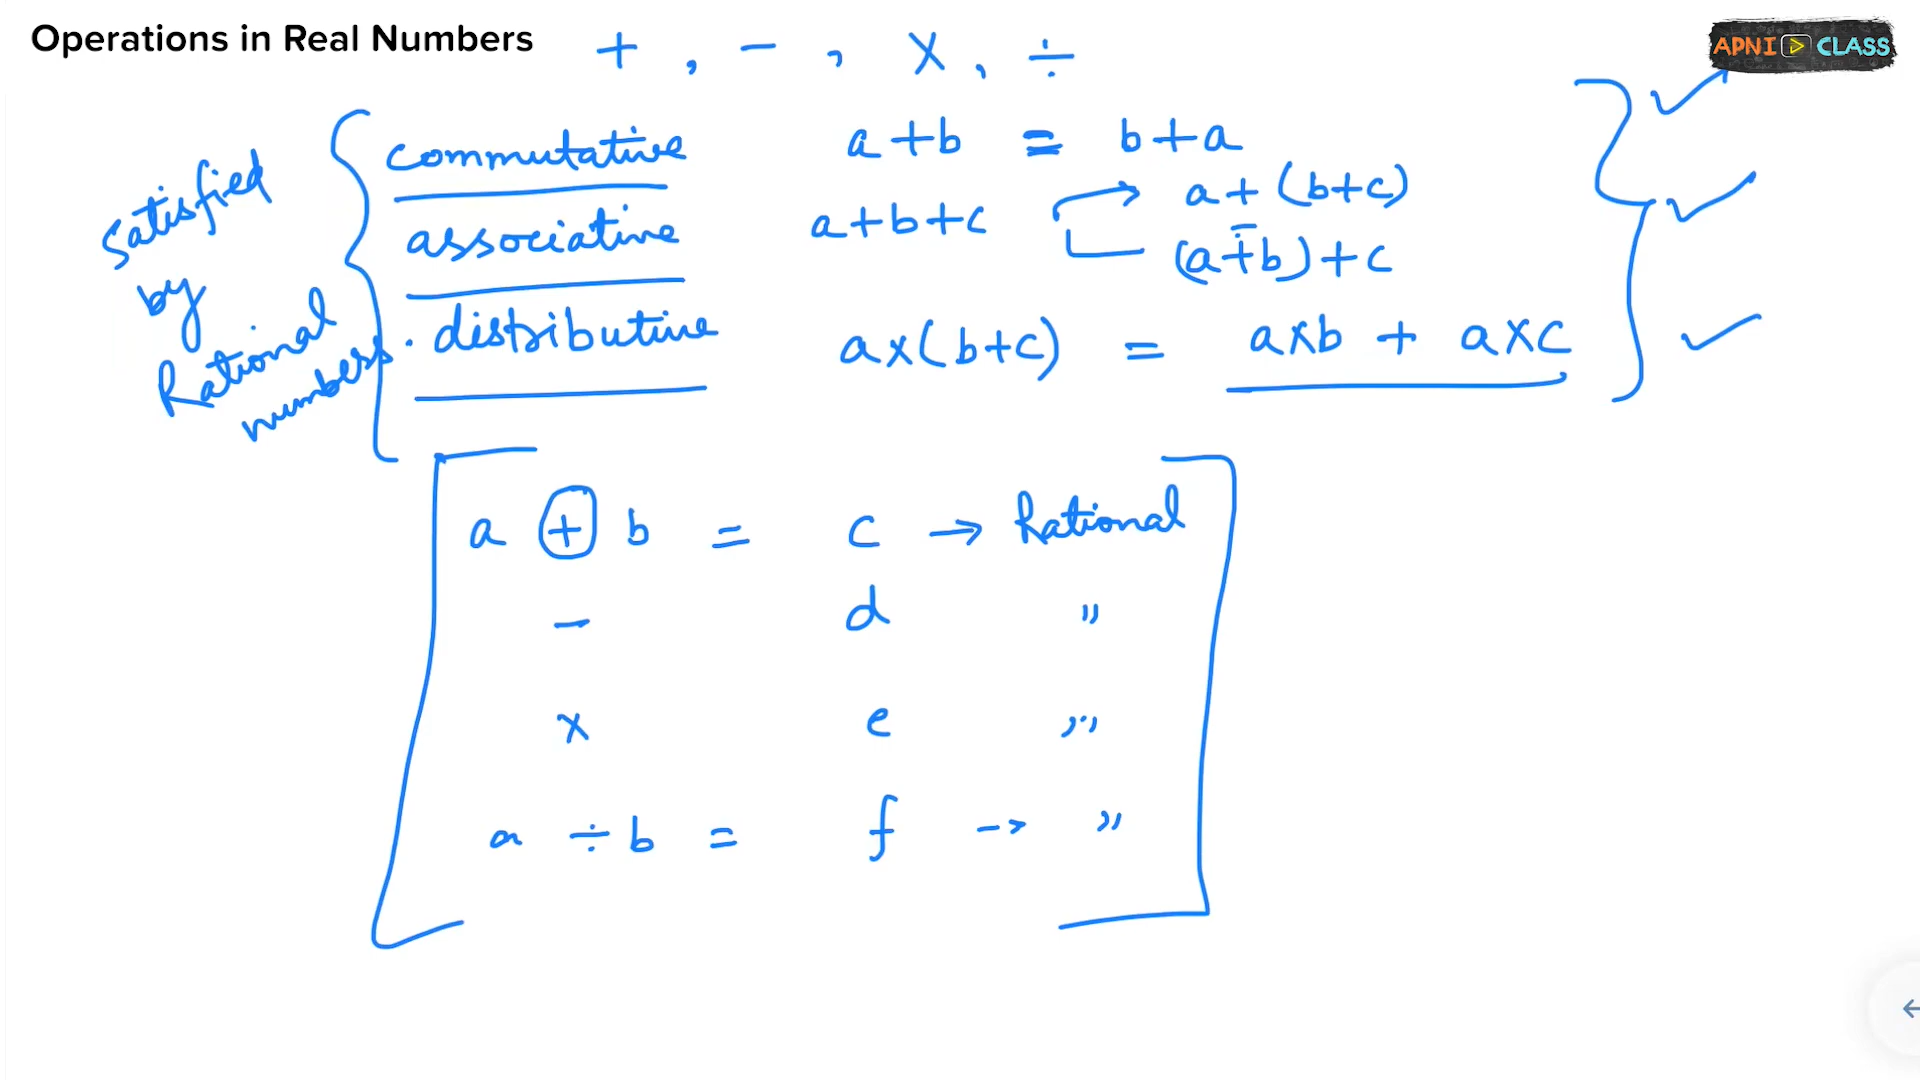 Operations in Real Numbers
+ , - , × , ÷
APNI CLASS
satisfied by Rational numbers.
commutative a+b = b+a
associative a+b+c a+(b+c)
(a+b)+c
distributive a×(b+c) = a×b + a×c
a + b = c → Rational
- d "
× e "
a ÷ b = f -> "